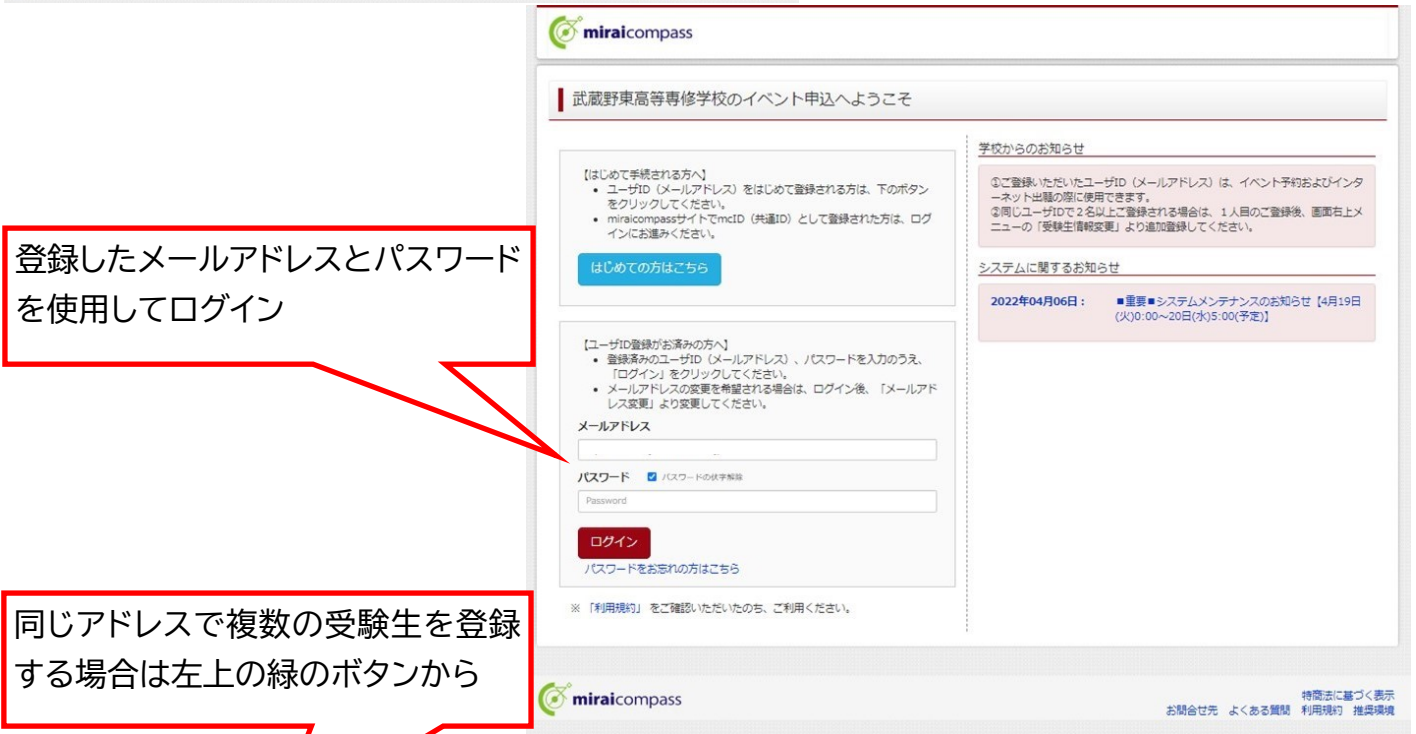 miraicompass
武蔵野東高等専修学校のイベント申込へようこそ
【はじめて手続される方へ】
• ユーザID（メールアドレス）をはじめて登録される方は、下のボタン
をクリックしてください。
• miraicompassサイトでmcID（共通ID）として登録された方は、ログ
インにお進みください。
はじめての方はこちら
登録したメールアドレスとパスワード
を使用してログイン
【ユーザID登録がお済みの方へ】
• 登録済みのユーザID（メールアドレス）、パスワードを入力のうえ、
「ログイン」をクリックしてください。
• メールアドレスの変更を希望される場合は、ログイン後、「メールアド
レス変更」より変更してください。
メールアドレス
パスワード パスワードの伏字解除
Password
ログイン
パスワードをお忘れの方はこちら
※ 「利用規約」 をご確認いただいたのち、ご利用ください。
学校からのお知らせ
①ご登録いただいたユーザID（メールアドレス）は、イベント予約およびインタ
ーネット出願の際に使用できます。
②同じユーザIDで２名以上ご登録される場合は、１人目のご登録後、画面右上メ
ニューの「受験生情報変更」より追加登録してください。
システムに関するお知らせ
2022年04月06日： ■重要■システムメンテナンスのお知らせ【4月19日
(火)0:00～20日(水)5:00(予定)】
同じアドレスで複数の受験生を登録
する場合は左上の緑のボタンから
miraicompass
特商法に基づく表示
お問合せ先 よくある質問 利用規約 推奨環境